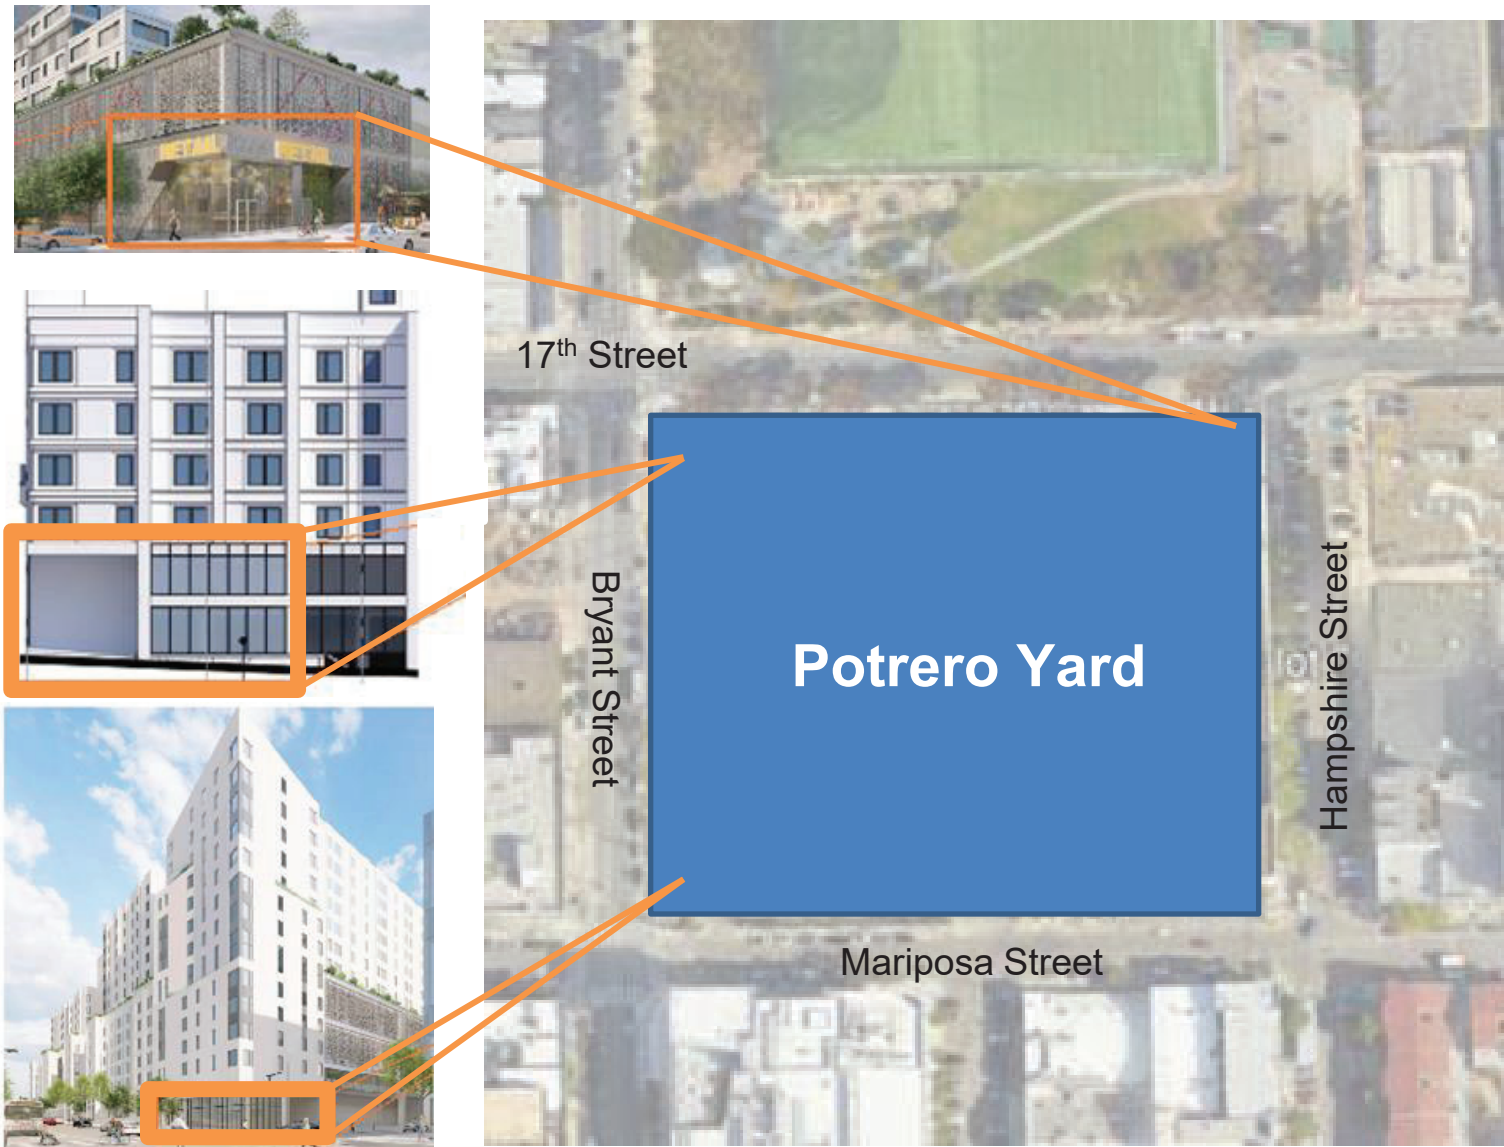 RETAIL
RETAIL
17th Street
Bryant Street
Potrero Yard
Hampshire Street
Mariposa Street